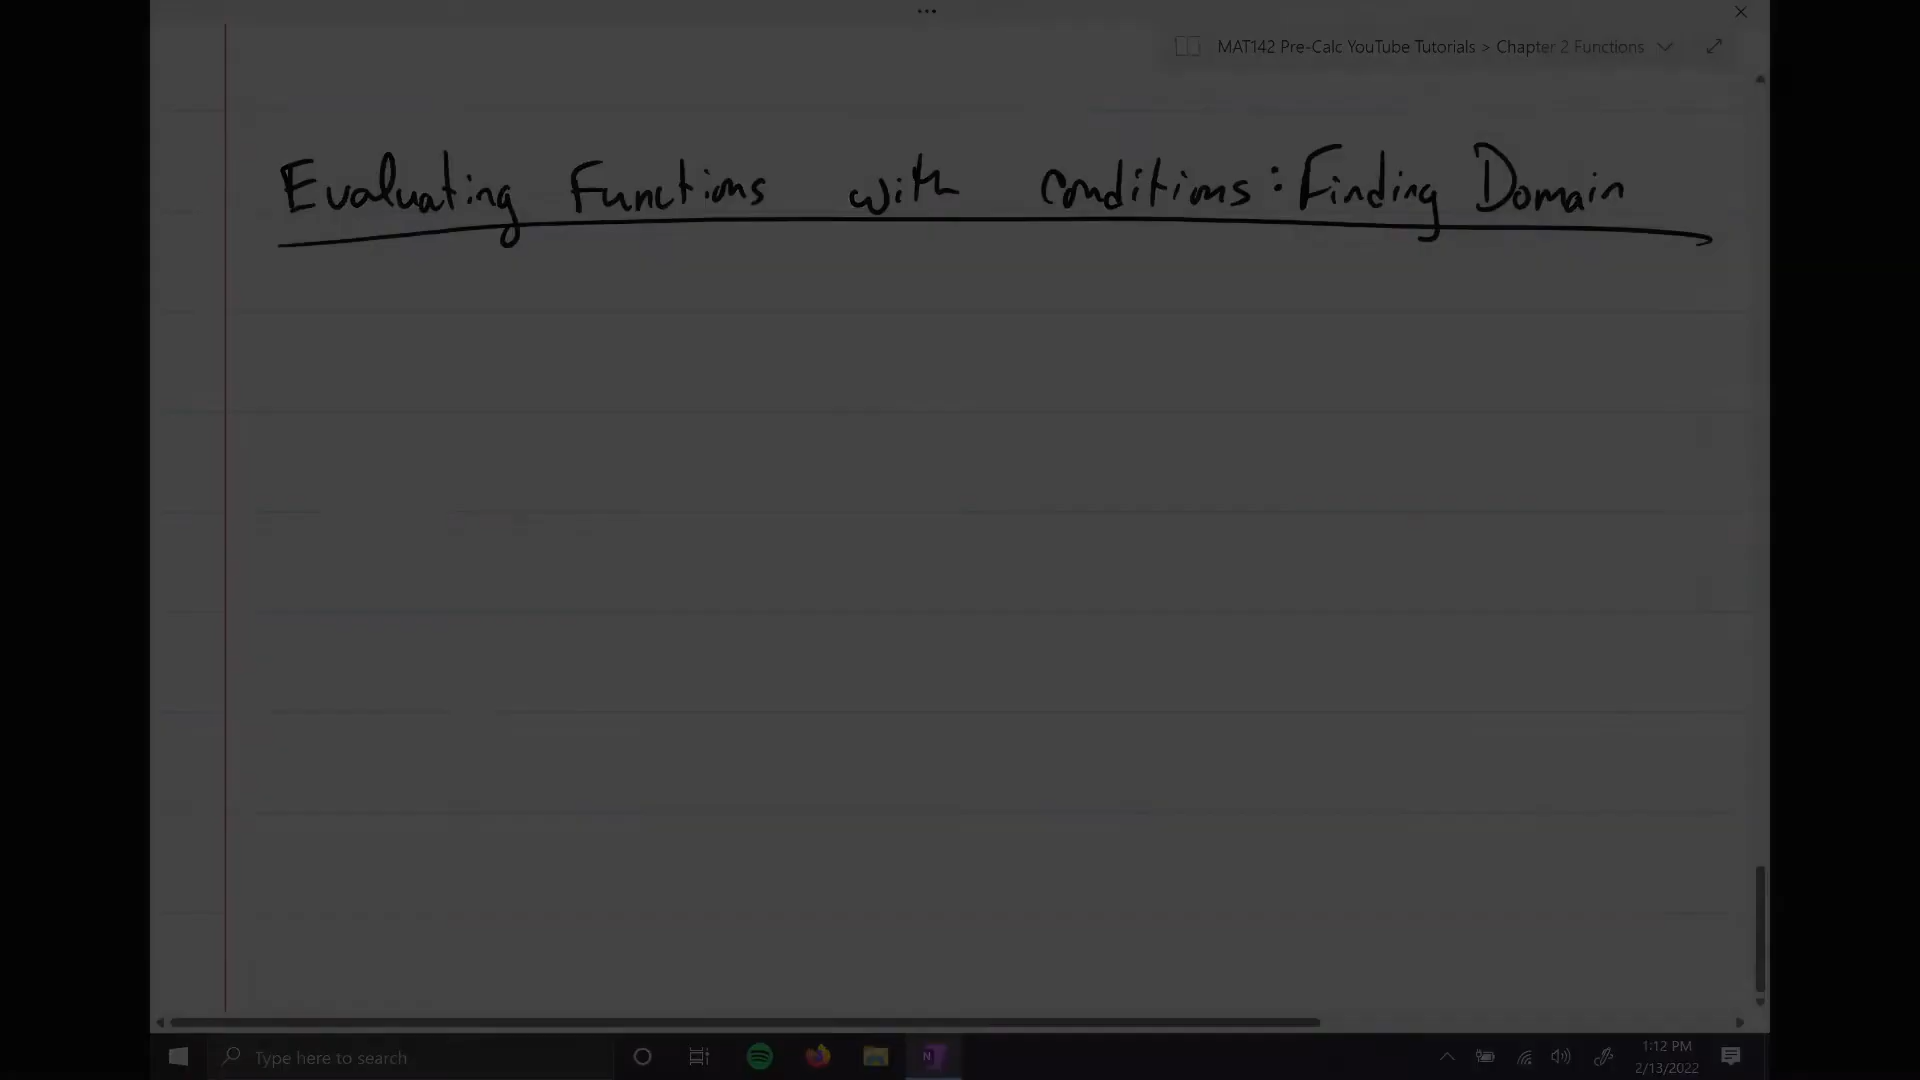 ...
MAT142 Pre-Calc YouTube Tutorials > Chapter 2 Functions
Evaluating Functions with conditions: Finding Domain
Type here to search
N
1:12 PM
2/13/2022